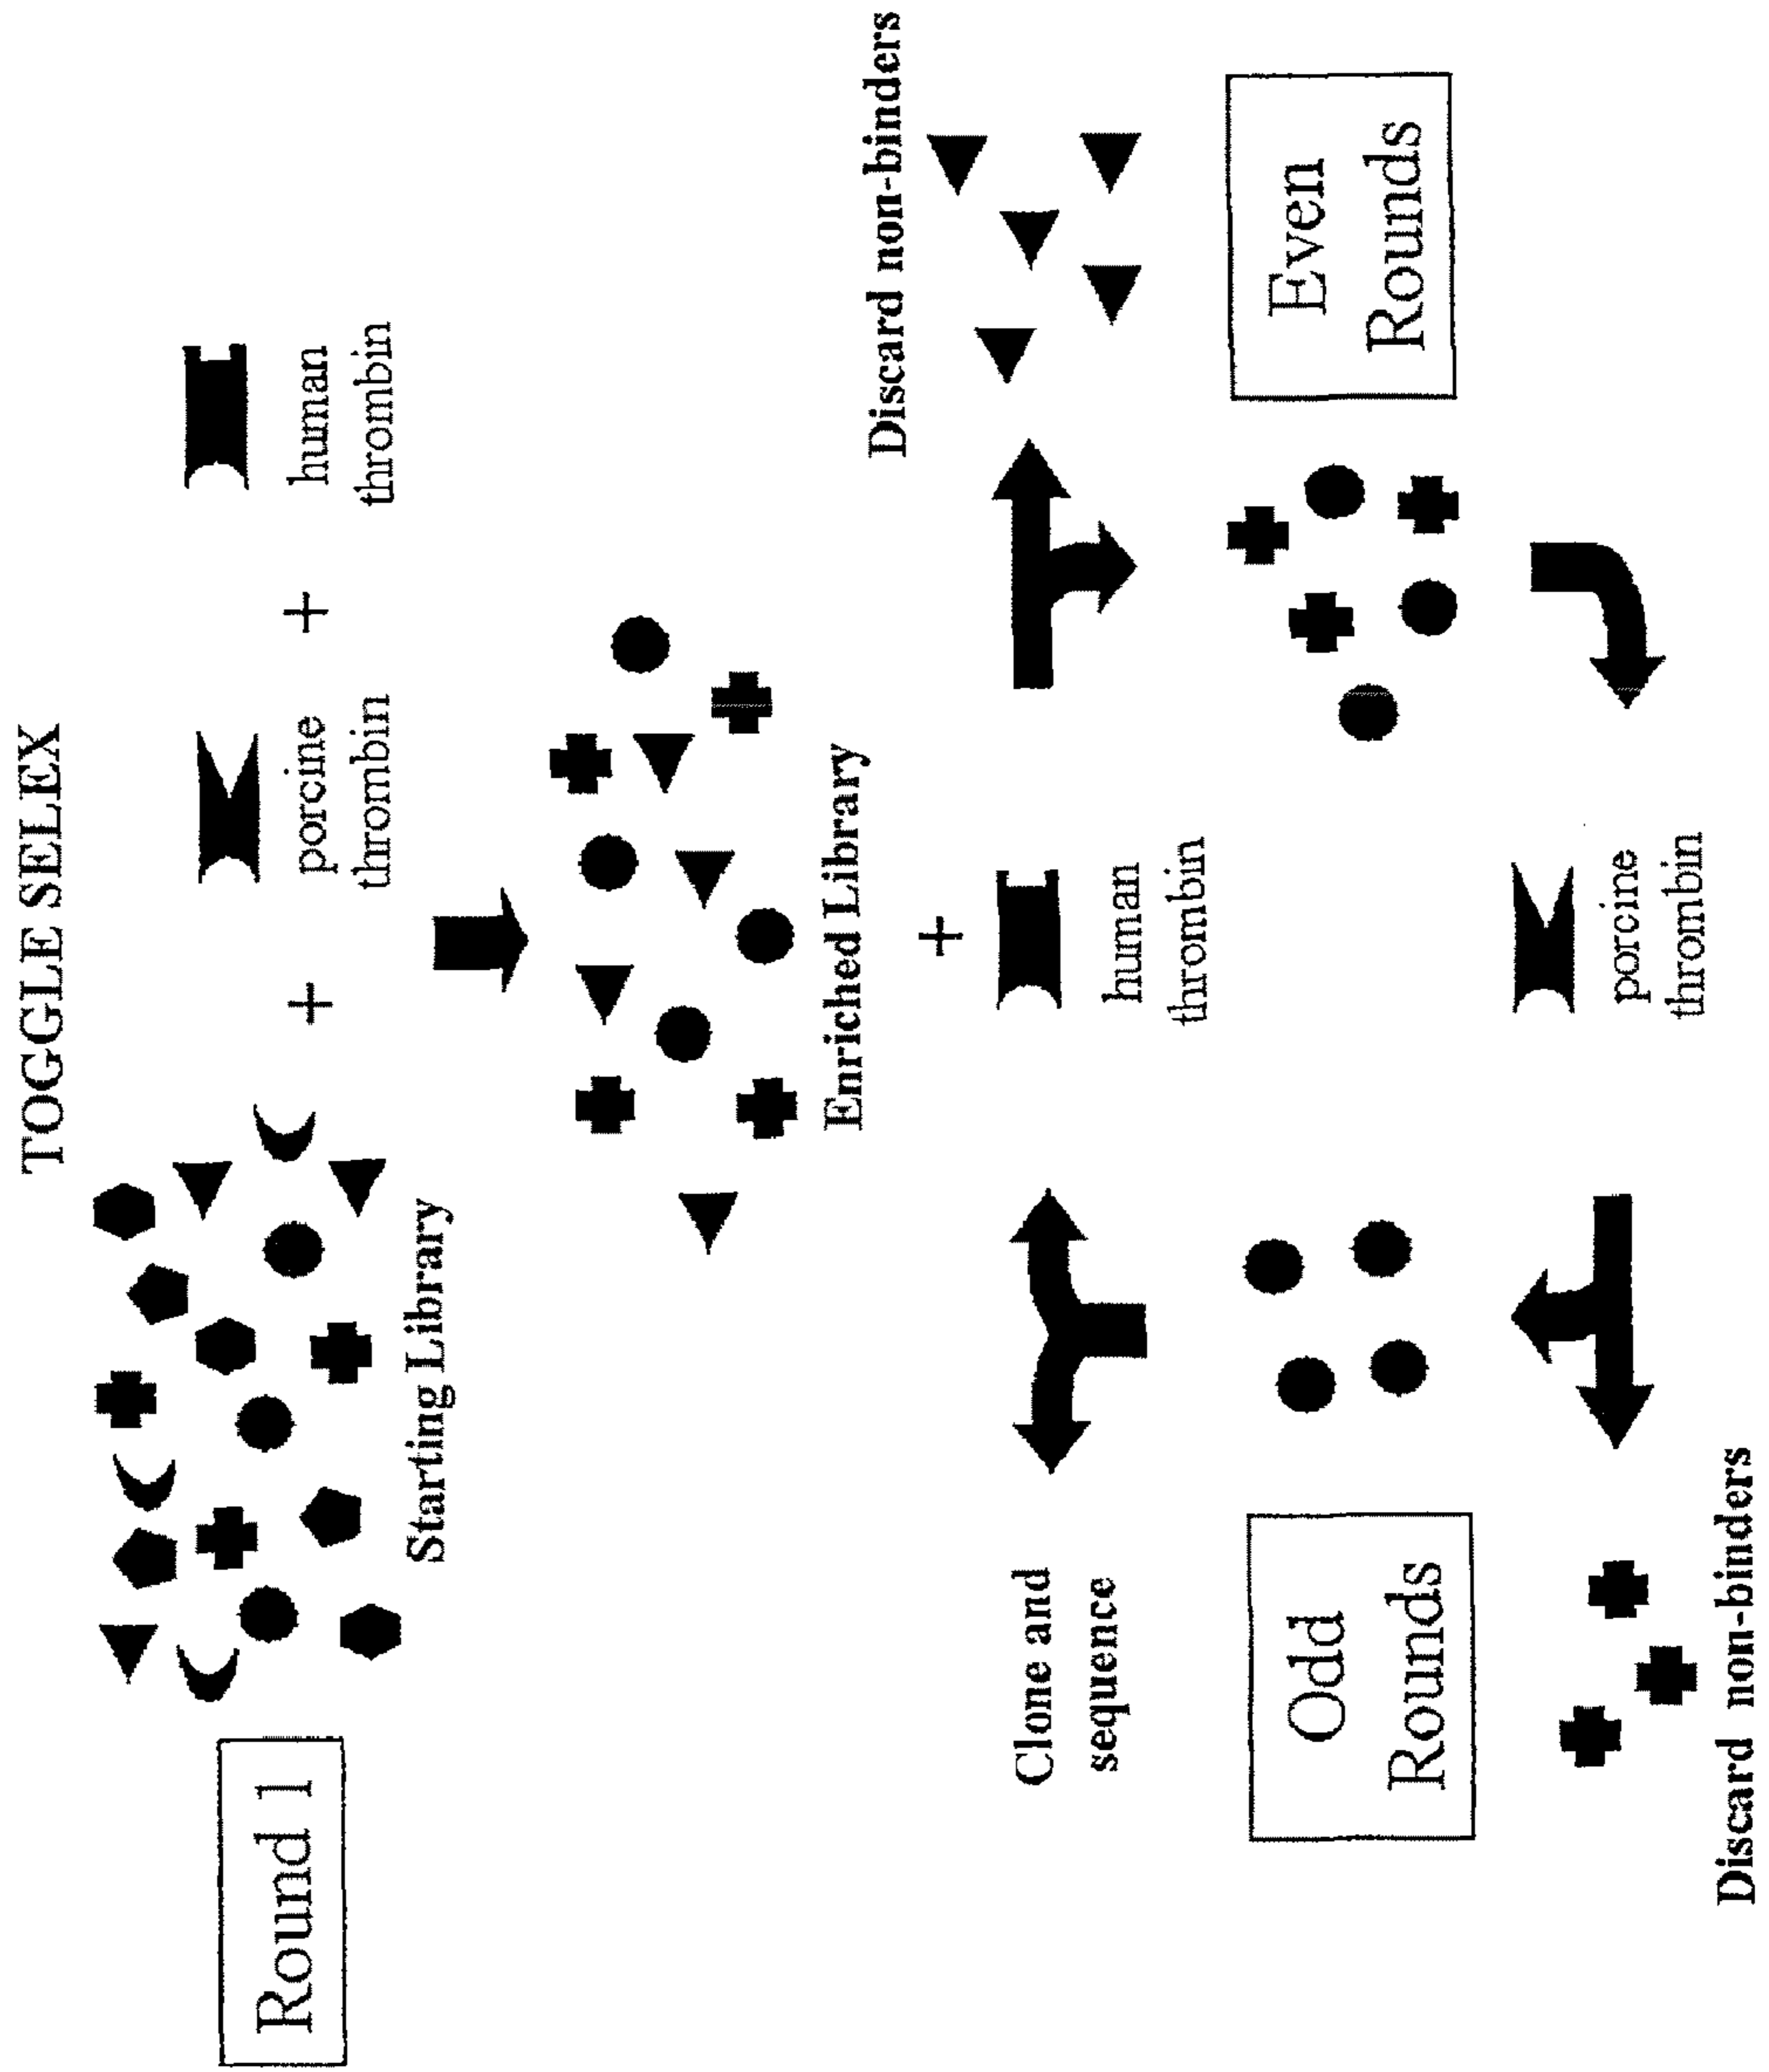 TOGGLE SELEX
Round 1
Starting Library
+
porcine
thrombin
+
human
thrombin
Enriched Library
+
human
thrombin
Discard non-binders
Even
Rounds
porcine
thrombin
Discard non-binders
Odd
Rounds
Clone and
sequence